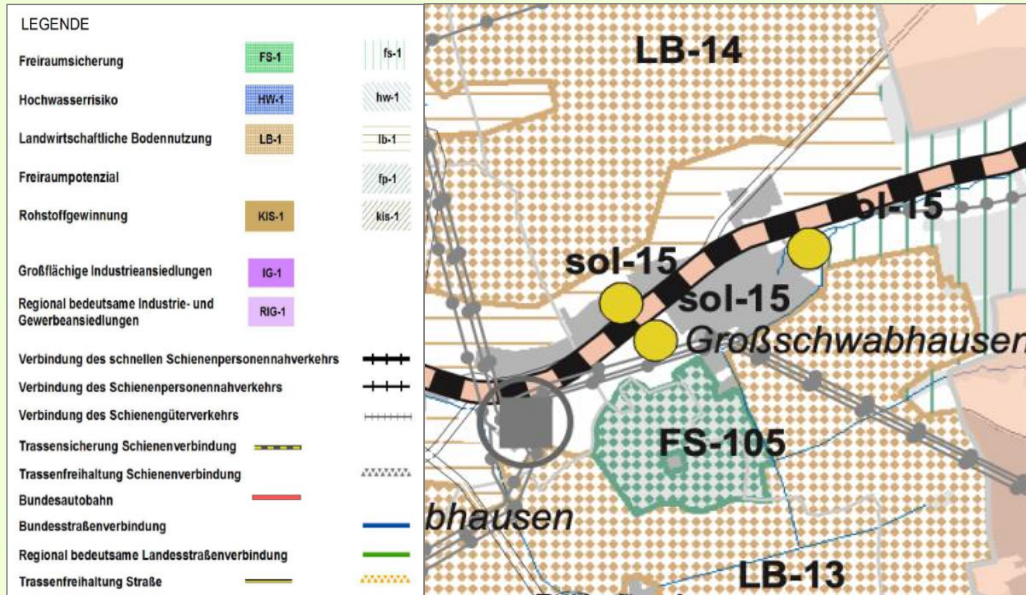 LEGENDE
Freiraumsicherung FS-1 fs-1
Hochwasserrisiko HW-1 hw-1
Landwirtschaftliche Bodennutzung LB-1 lb-1
Freiraumpotenzial fp-1
Rohstoffgewinnung KIS-1 kis-1
Großflächige Industrieansiedlungen IG-1
Regional bedeutsame Industrie- und
Gewerbeansiedlungen RIG-1
Verbindung des schnellen Schienenpersonennahverkehrs
Verbindung des Schienenpersonennahverkehrs
Verbindung des Schienengüterverkehrs
Trassensicherung Schienenverbindung
Trassenfreihaltung Schienenverbindung
Bundesautobahn
Bundesstraßenverbindung
Regional bedeutsame Landesstraßenverbindung
Trassenfreihaltung Straße
LB-14
ol-15
sol-15
sol-15
Großschwabhausen
FS-105
bhausen
LB-13